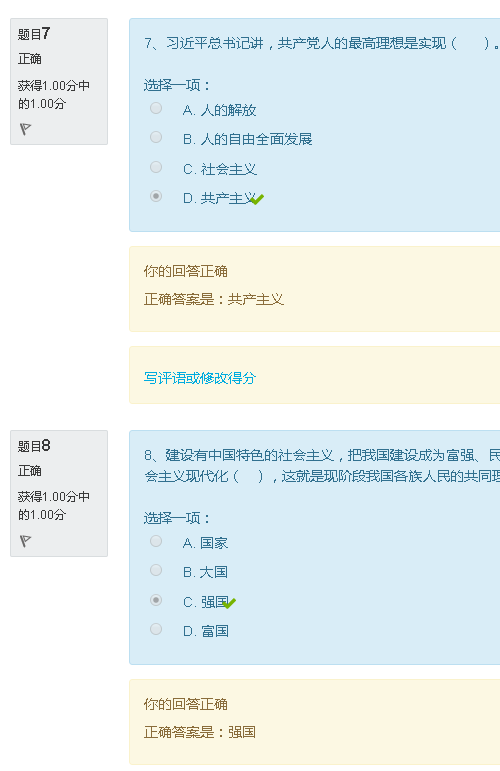 题目7
正确
获得1.00分中
的1.00分
7、习近平总书记讲，共产党人的最高理想是实现（　　）。
选择一项：
A. 人的解放
B. 人的自由全面发展
C. 社会主义
D. 共产主义
你的回答正确
正确答案是：共产主义
写评语或修改得分
题目8
正确
获得1.00分中
的1.00分
8、建设有中国特色的社会主义，把我国建设成为富强、民
会主义现代化（　　），这就是现阶段我国各族人民的共同理
选择一项：
A. 国家
B. 大国
C. 强国
D. 富国
你的回答正确
正确答案是：强国